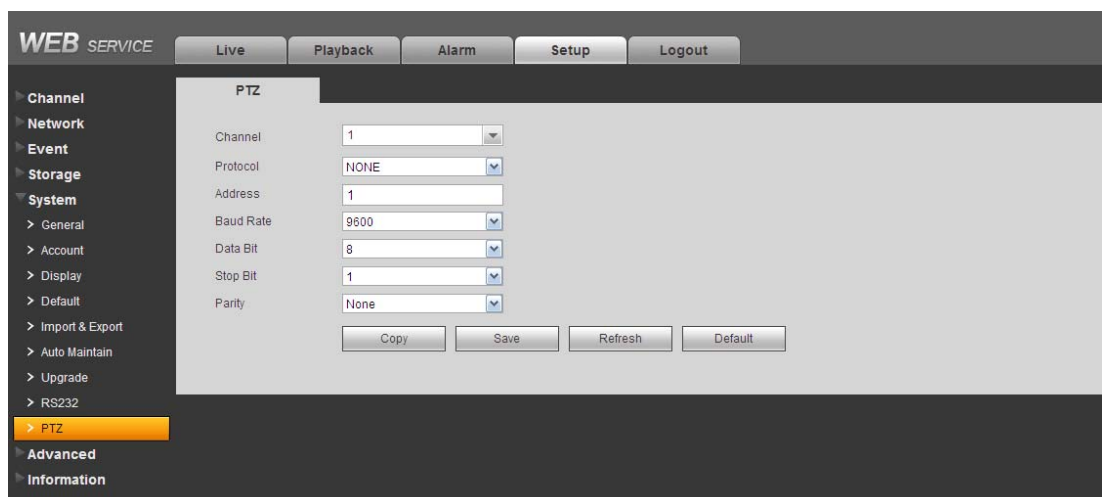 WEB SERVICE
Live
Playback
Alarm
Setup
Logout
Channel
Network
Event
Storage
System
> General
> Account
> Display
> Default
> Import & Export
> Auto Maintain
> Upgrade
> RS232
> PTZ
Advanced
Information
PTZ
Channel 1
Protocol NONE
Address 1
Baud Rate 9600
Data Bit 8
Stop Bit 1
Parity None
Copy Save Refresh Default